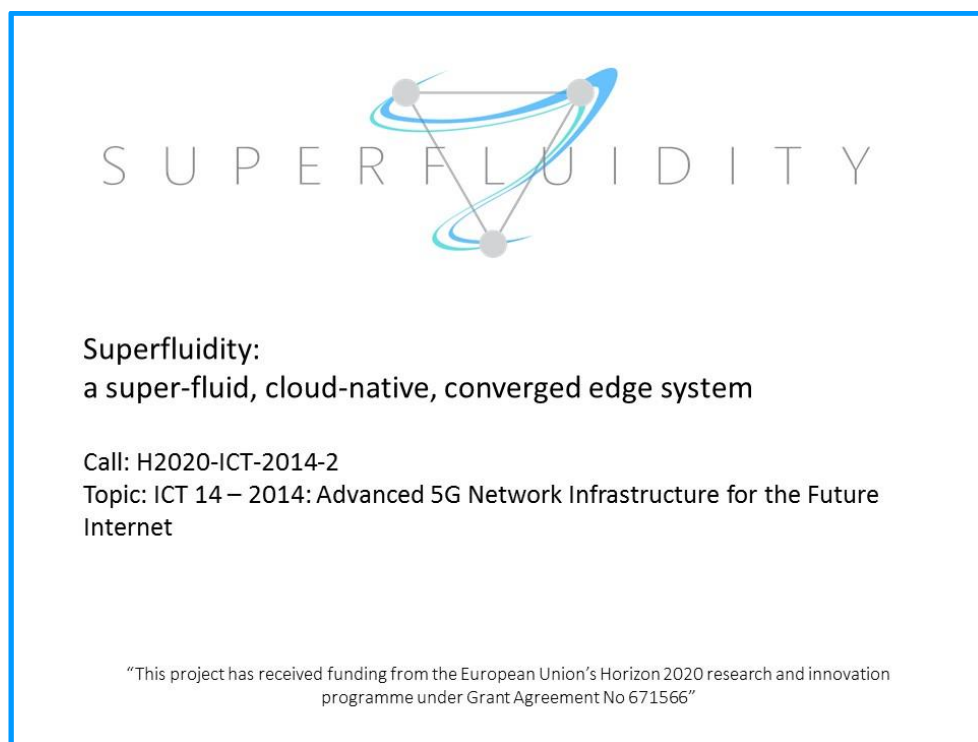 SUPERFLUIDITY
Superfluidity:
a super-fluid, cloud-native, converged edge system
Call: H2020-ICT-2014-2
Topic: ICT 14 – 2014: Advanced 5G Network Infrastructure for the Future
Internet
“This project has received funding from the European Union’s Horizon 2020 research and innovation
programme under Grant Agreement No 671566”